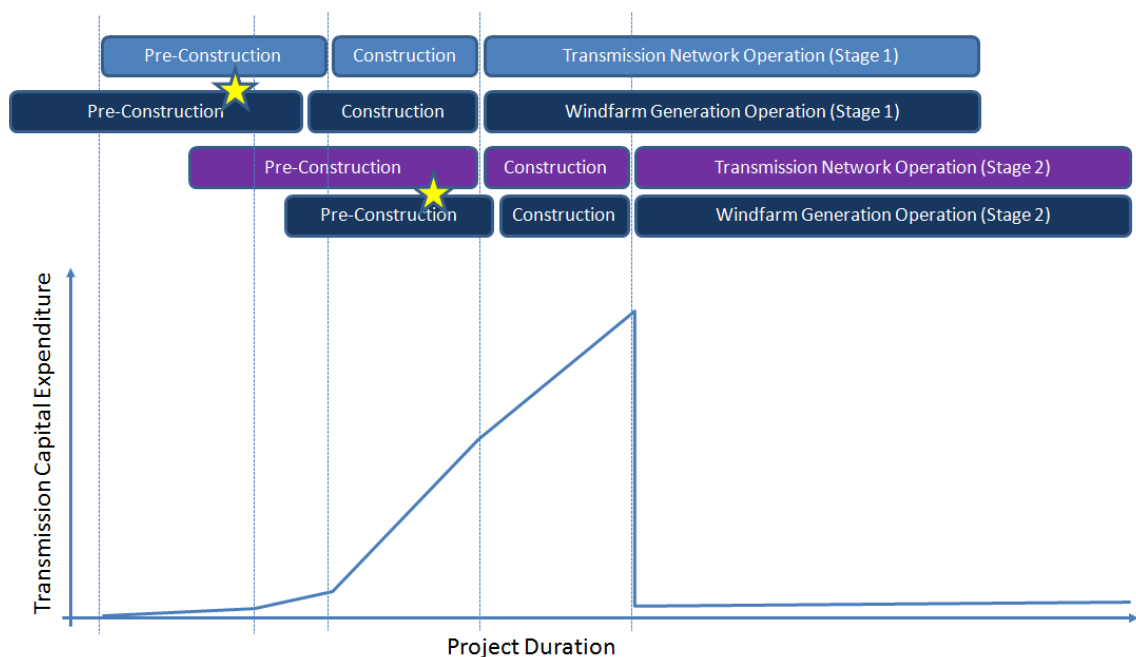 Pre-Construction Construction Transmission Network Operation (Stage 1)
Pre-Construction Construction Windfarm Generation Operation (Stage 1)
Pre-Construction Construction Transmission Network Operation (Stage 2)
Pre-Construction Construction Windfarm Generation Operation (Stage 2)
Transmission Capital Expenditure
Project Duration